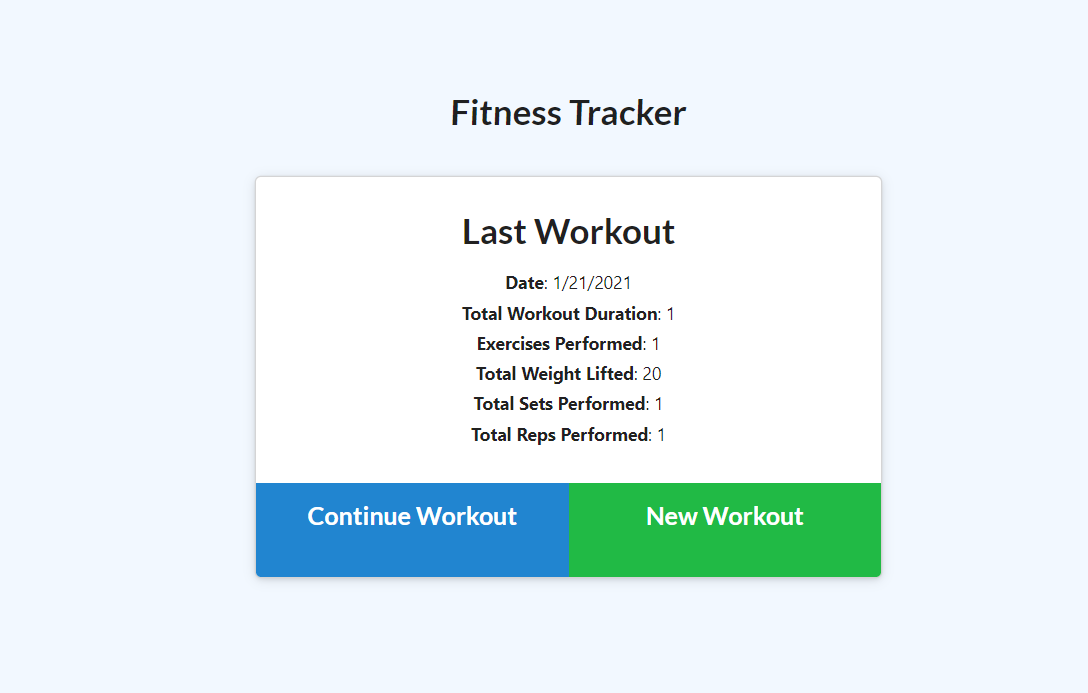 Fitness Tracker
Last Workout
Date: 1/21/2021
Total Workout Duration: 1
Exercises Performed: 1
Total Weight Lifted: 20
Total Sets Performed: 1
Total Reps Performed: 1
Continue Workout
New Workout